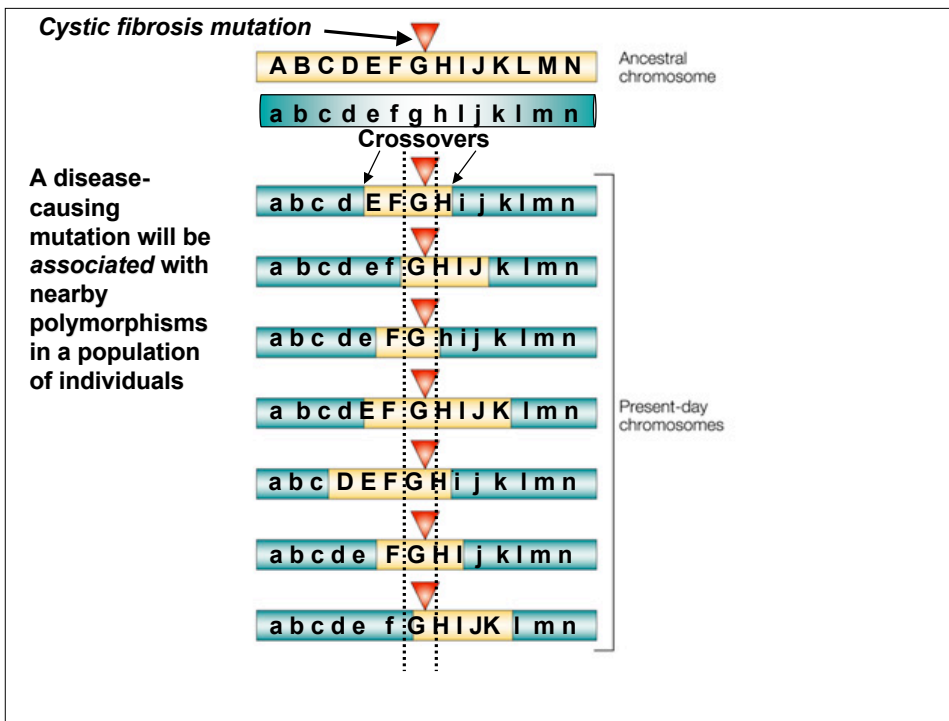 Cystic fibrosis mutation
A B C D E F G H I J K L M N
Ancestral
chromosome
a b c d e f g h I j k l m n
Crossovers
A disease-
causing
mutation will be
associated with
nearby
polymorphisms
in a population
of individuals
a b c d E F G H i j k l m n
a b c d e f G H I J k l m n
a b c d e F G h i j k l m n
a b c d E F G H I J K l m n
a b c D E F G H i j k l m n
a b c d e F G H I j k l m n
a b c d e f G H I J K l m n
Present-day
chromosomes